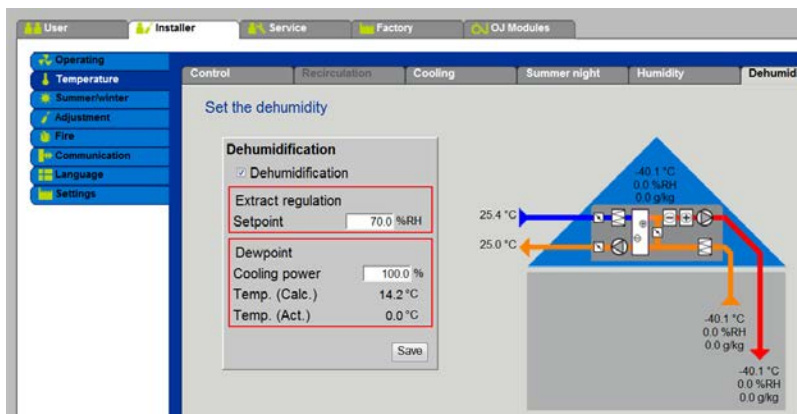 User
Installer
Service
Factory
OJ Modules
Operating
Temperature
Summer/winter
Adjustment
Fire
Communication
Language
Settings
Control
Recirculation
Cooling
Summer night
Humidity
Dehumid
Set the dehumidity
Dehumidification
Dehumidification
Extract regulation
Setpoint 70.0 %RH
Dewpoint
Cooling power 100.0 %
Temp. (Calc.) 14.2 °C
Temp. (Act.) 0.0 °C
Save
-40.1 °C
0.0 %RH
0.0 g/kg
25.4 °C
25.0 °C
-40.1 °C
0.0 %RH
0.0 g/kg
-40.1 °C
0.0 %RH
0.0 g/kg